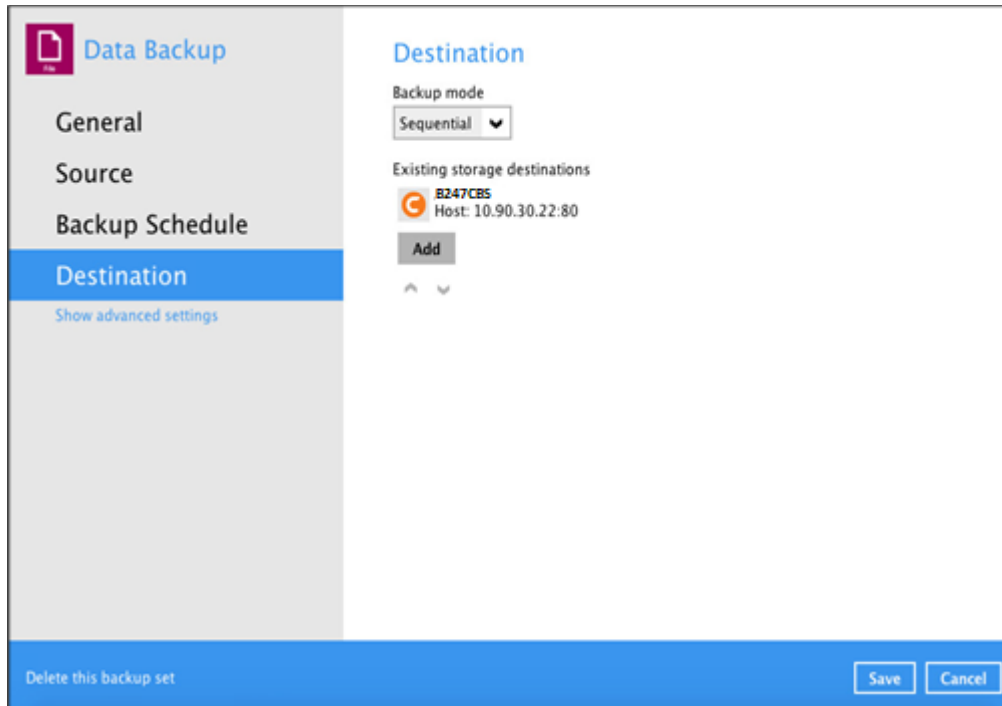 Data Backup
General
Source
Backup Schedule
Destination
Show advanced settings
Destination
Backup mode
Sequential
Existing storage destinations
B247CBS
Host: 10.90.30.22:80
Add
Delete this backup set
Save
Cancel